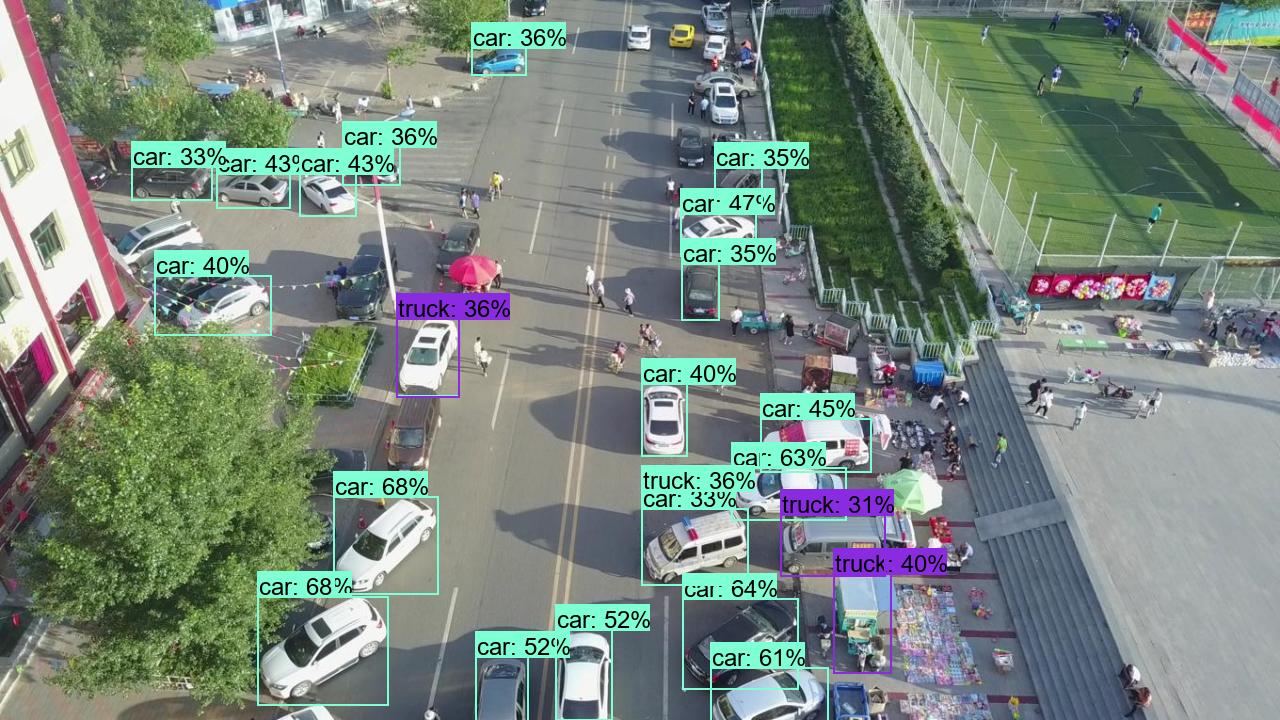 car: 36%
car: 36%
car: 33%
car: 43%
car: 43%
car: 35%
car: 47%
car: 35%
car: 40%
truck: 36%
car: 40%
car: 45%
car: 63%
car: 68%
truck: 36%
car: 33%
truck: 31%
truck: 40%
car: 68%
car: 64%
car: 52%
car: 52%
car: 61%